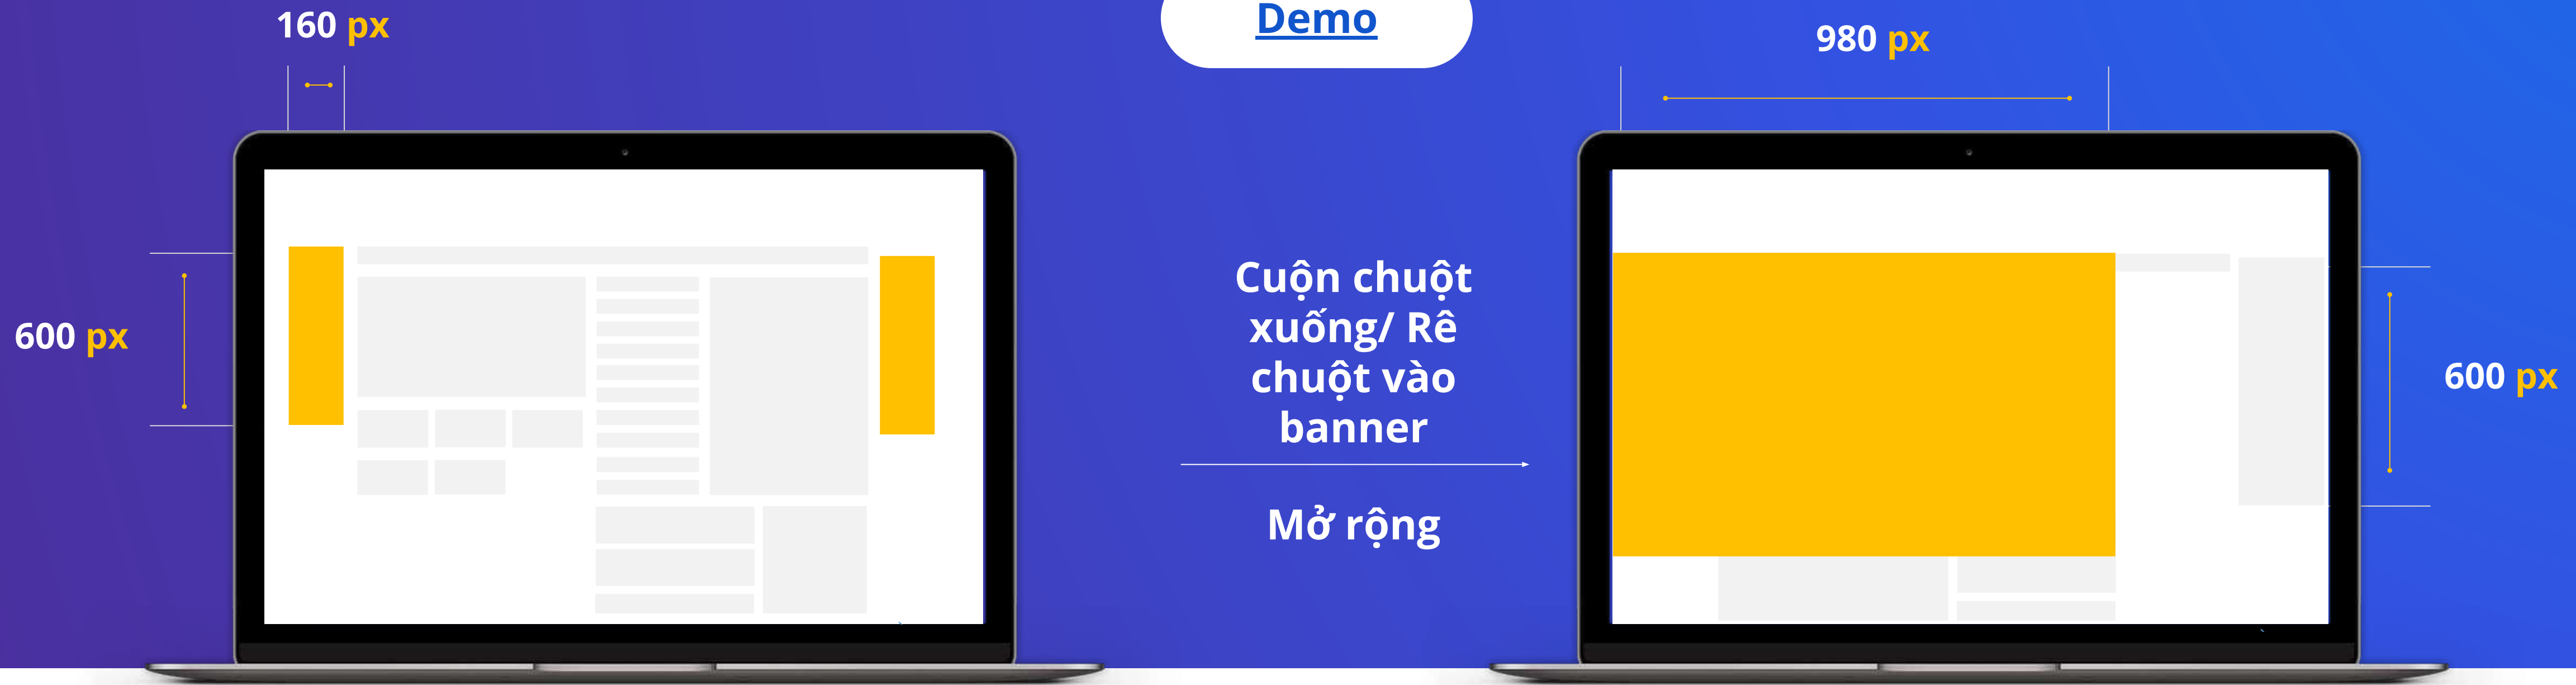 160 px
Demo
980 px
600 px
Cuộn chuột
xuống/ Rê
chuột vào
banner
600 px
Mở rộng